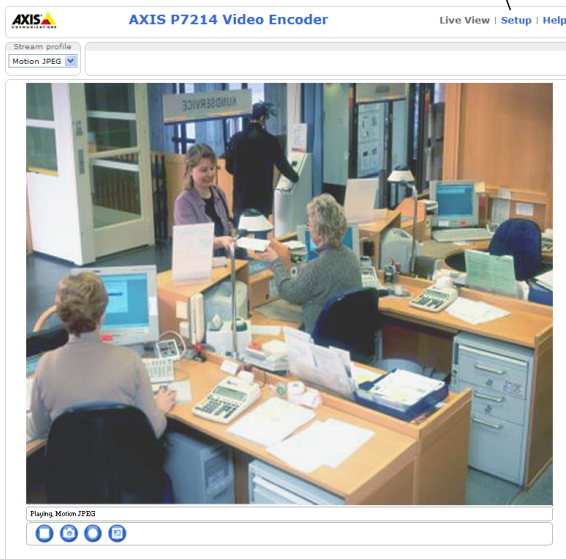 AXIS
COMMUNICATIONS
AXIS P7214 Video Encoder
Live View | Setup | Help
Stream profile
Motion JPEG
KUNDSERVICE
Playing, Motion JPEG